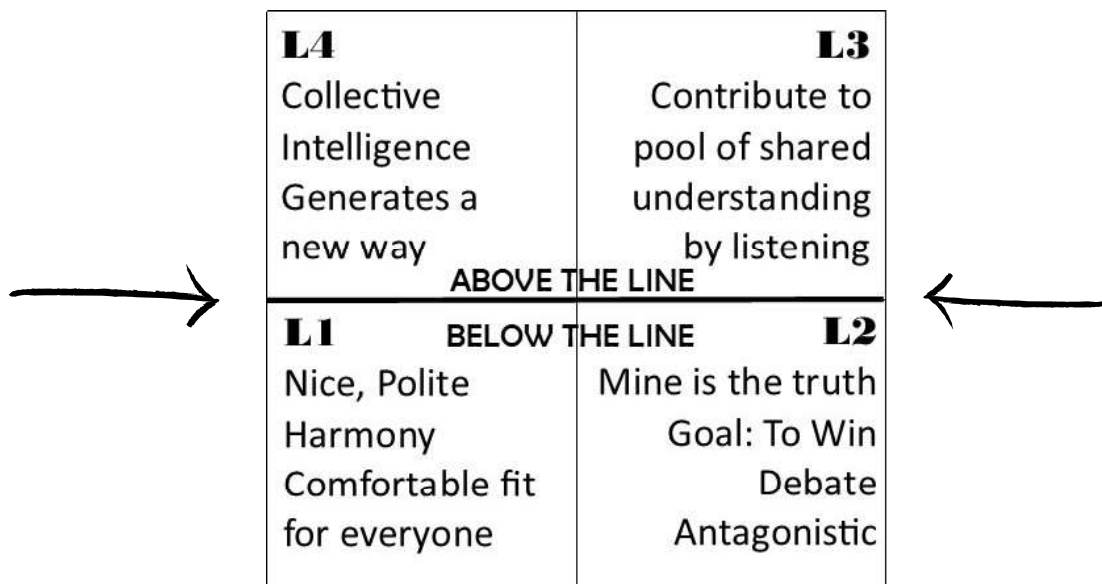 L4
Collective
Intelligence
Generates a
new way
L3
Contribute to
pool of shared
understanding
by listening
ABOVE THE LINE
BELOW THE LINE
L1
Nice, Polite
Harmony
Comfortable fit
for everyone
L2
Mine is the truth
Goal: To Win
Debate
Antagonistic